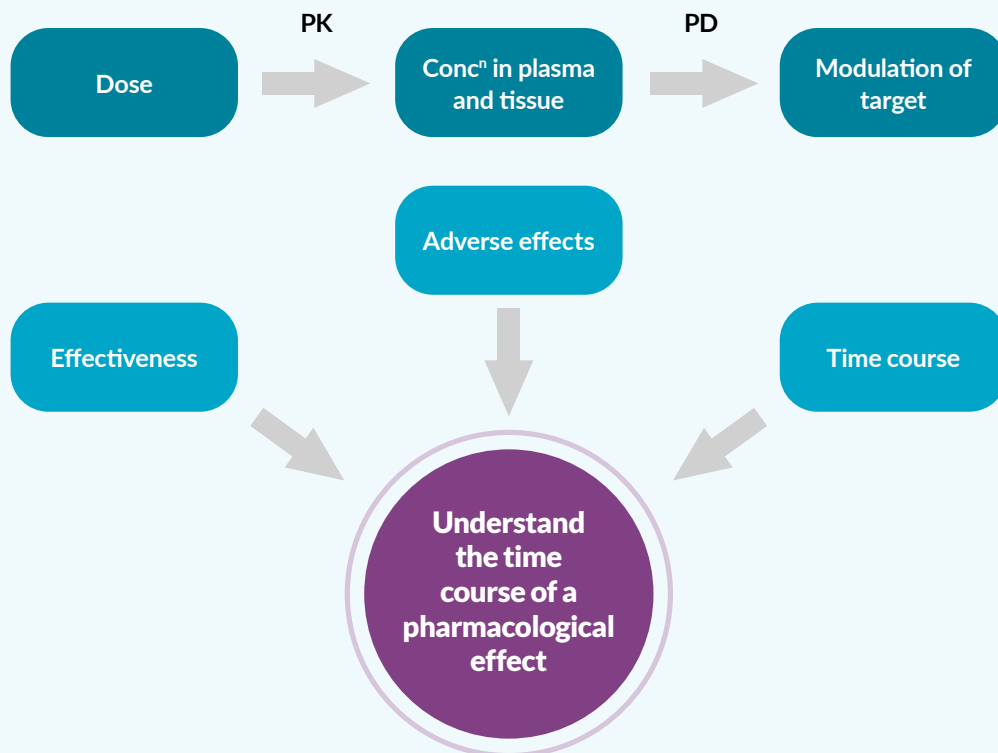 PK
PD
Dose
Concⁿ in plasma
and tissue
Modulation of
target
Adverse effects
Effectiveness
Time course
Understand
the time
course of a
pharmacological
effect